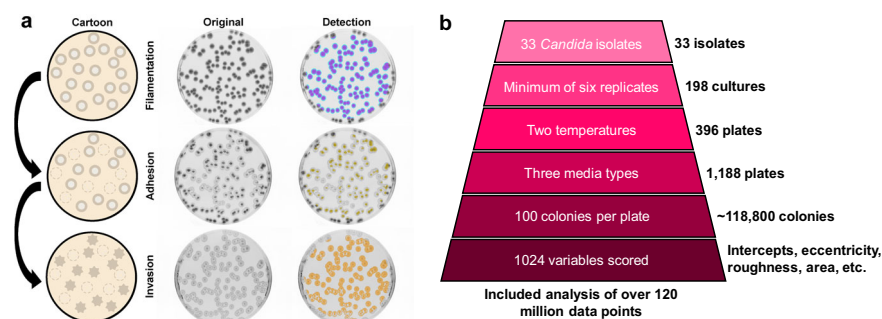 a
Cartoon Original Detection
Filamentation
Adhesion
Invasion
b
33 Candida isolates 33 isolates
Minimum of six replicates 198 cultures
Two temperatures 396 plates
Three media types 1,188 plates
100 colonies per plate ~118,800 colonies
1024 variables scored Intercepts, eccentricity,
roughness, area, etc.
Included analysis of over 120
million data points